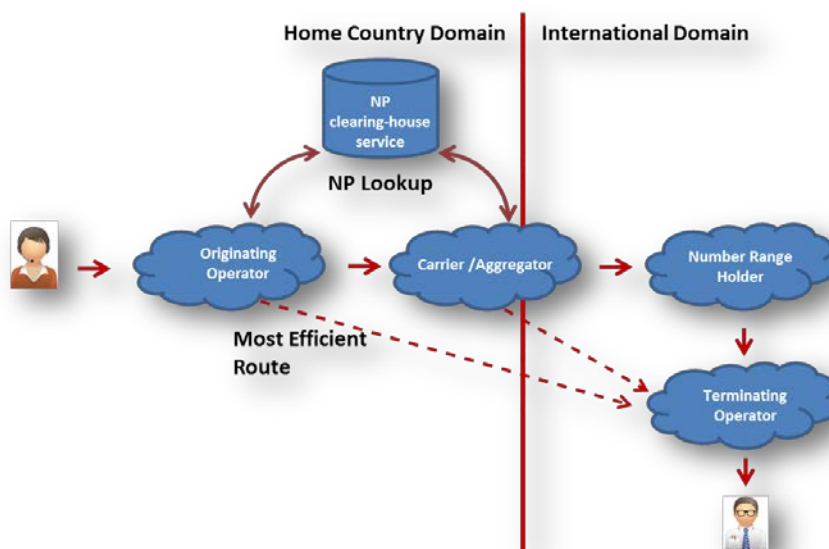 Home Country Domain
International Domain
NP
clearing-house
service
NP Lookup
Originating
Operator
Carrier /Aggregator
Number Range
Holder
Most Efficient
Route
Terminating
Operator